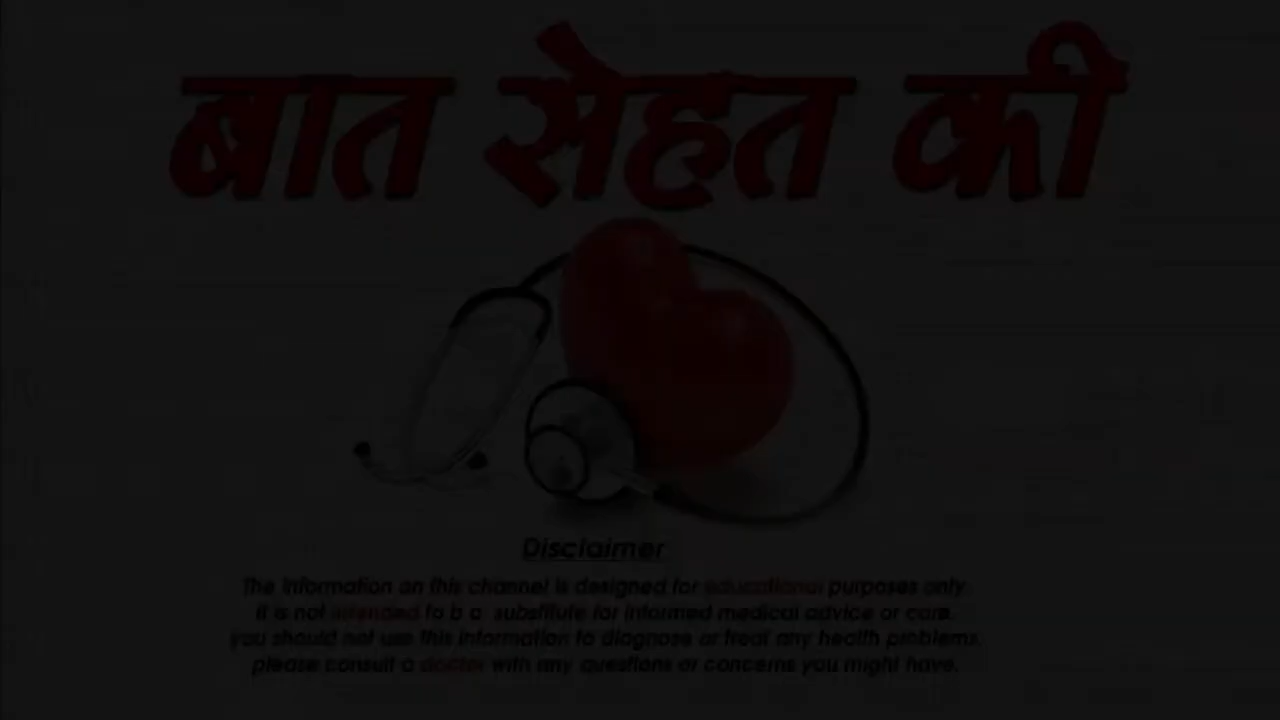 बात सेहत की
Disclaimer
The information on this channel is designed for educational purposes only.
it is not intended to b a substitute for informed medical advice or care.
you should not use this information to diagnose or treat any health problems.
please consult a doctor with any questions or concerns you might have.